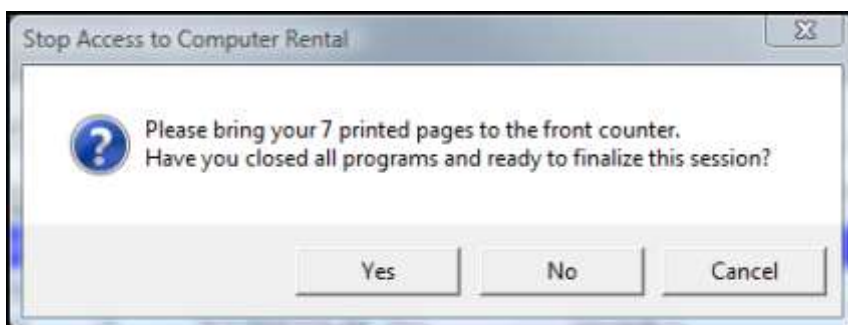 Stop Access to Computer Rental
Please bring your 7 printed pages to the front counter.
Have you closed all programs and ready to finalize this session?
Yes No Cancel